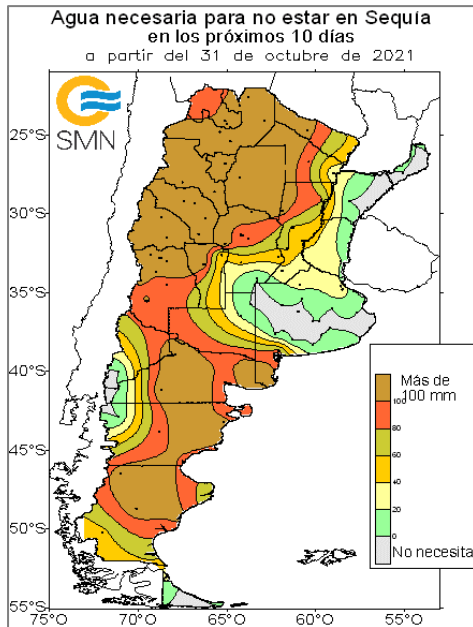 Agua necesaria para no estar en Sequía
en los próximos 10 días
a partir del 31 de octubre de 2021
SMN
25°S
30°S
35°S
40°S
45°S
50°S
55°S
75°O
70°O
65°O
60°O
55°O
Más de
100 mm
100
80
60
40
20
0
No necesita